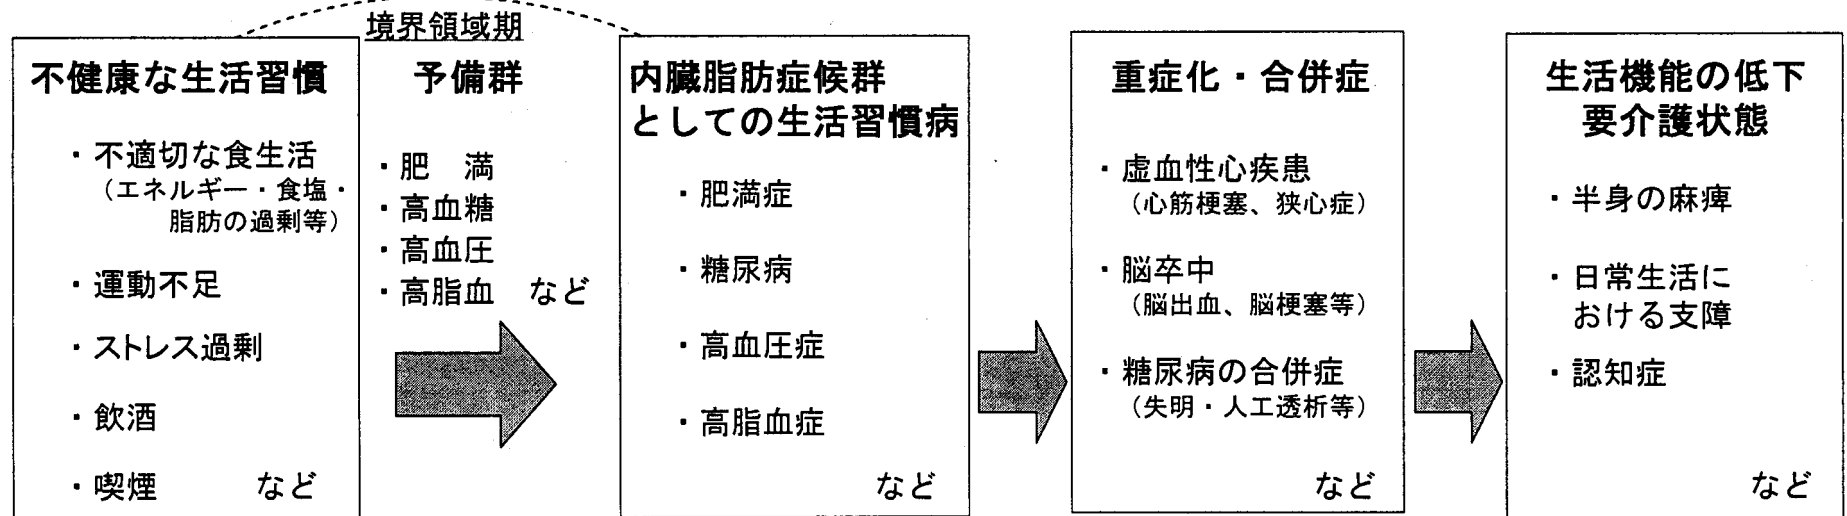 境界領域期
不健康な生活習慣
・不適切な食生活
（エネルギー・食塩・
脂肪の過剰等）
・運動不足
・ストレス過剰
・飲酒
・喫煙　など
予備群
・肥　満
・高血糖
・高血圧
・高脂血　など
内臓脂肪症候群
としての生活習慣病
・肥満症
・糖尿病
・高血圧症
・高脂血症
など
重症化・合併症
・虚血性心疾患
（心筋梗塞、狭心症）
・脳卒中
（脳出血、脳梗塞等）
・糖尿病の合併症
（失明・人工透析等）
など
生活機能の低下
要介護状態
・半身の麻痺
・日常生活に
おける支障
・認知症
など